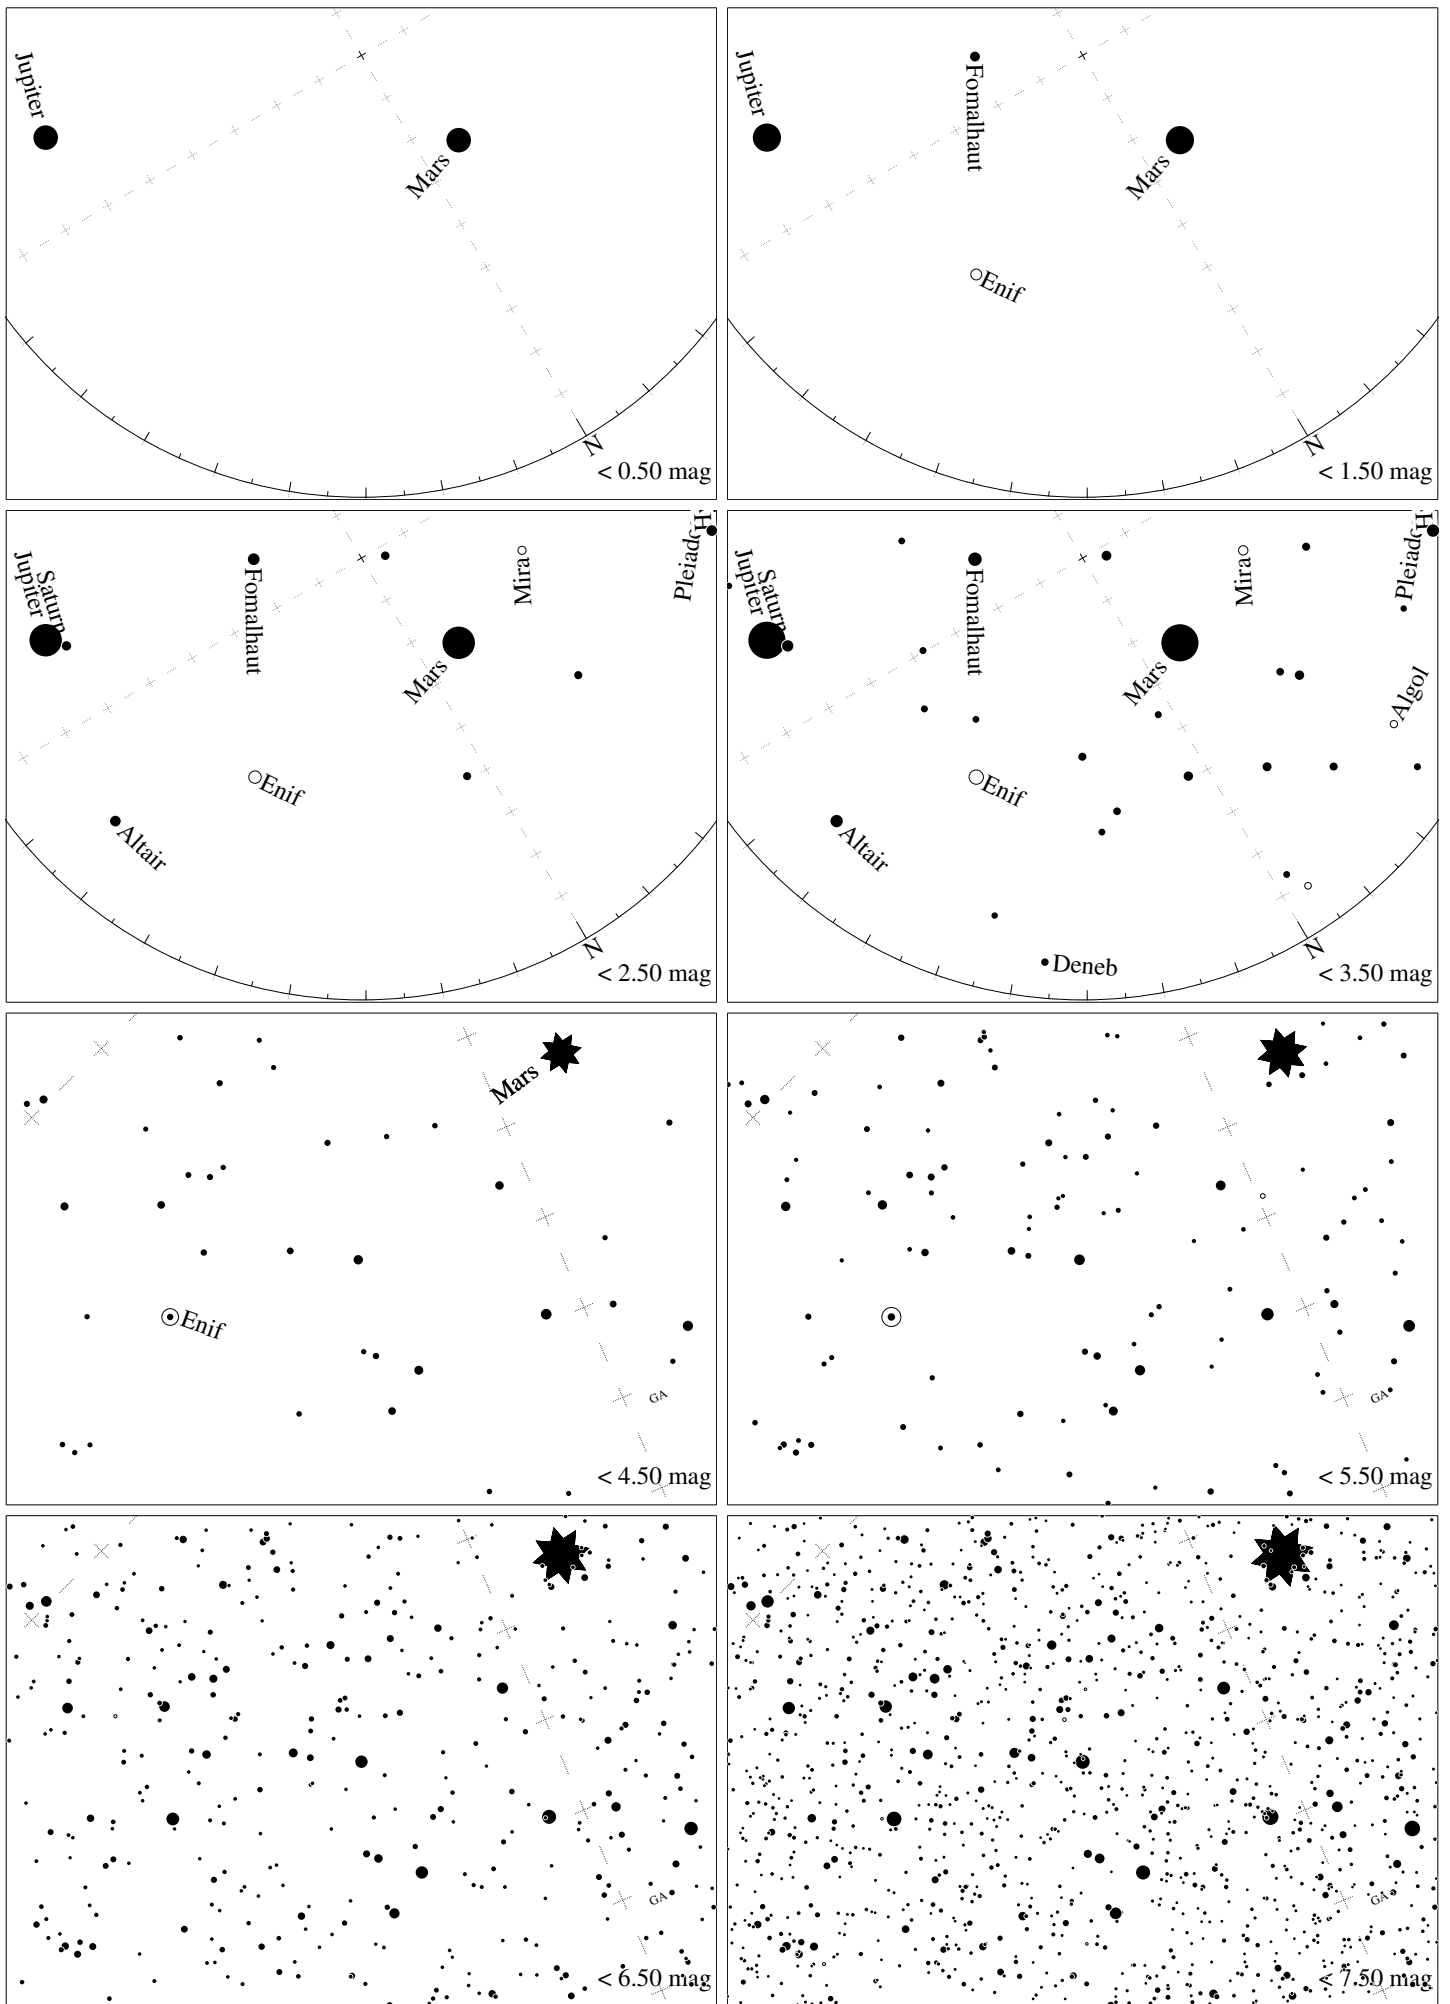 Jupiter
Mars
N
< 0.50 mag
Jupiter
Fomalhaut
Mars
Enif
N
< 1.50 mag
Saturn
Jupiter
Fomalhaut
Mira
Mars
Enif
Altair
N
< 2.50 mag
Saturn
Jupiter
Fomalhaut
Mira
Mars
Algol
Enif
Altair
Deneb
N
< 3.50 mag
Mars
Enif
GA
< 4.50 mag
GA
< 5.50 mag
GA
< 6.50 mag
GA
< 7.50 mag